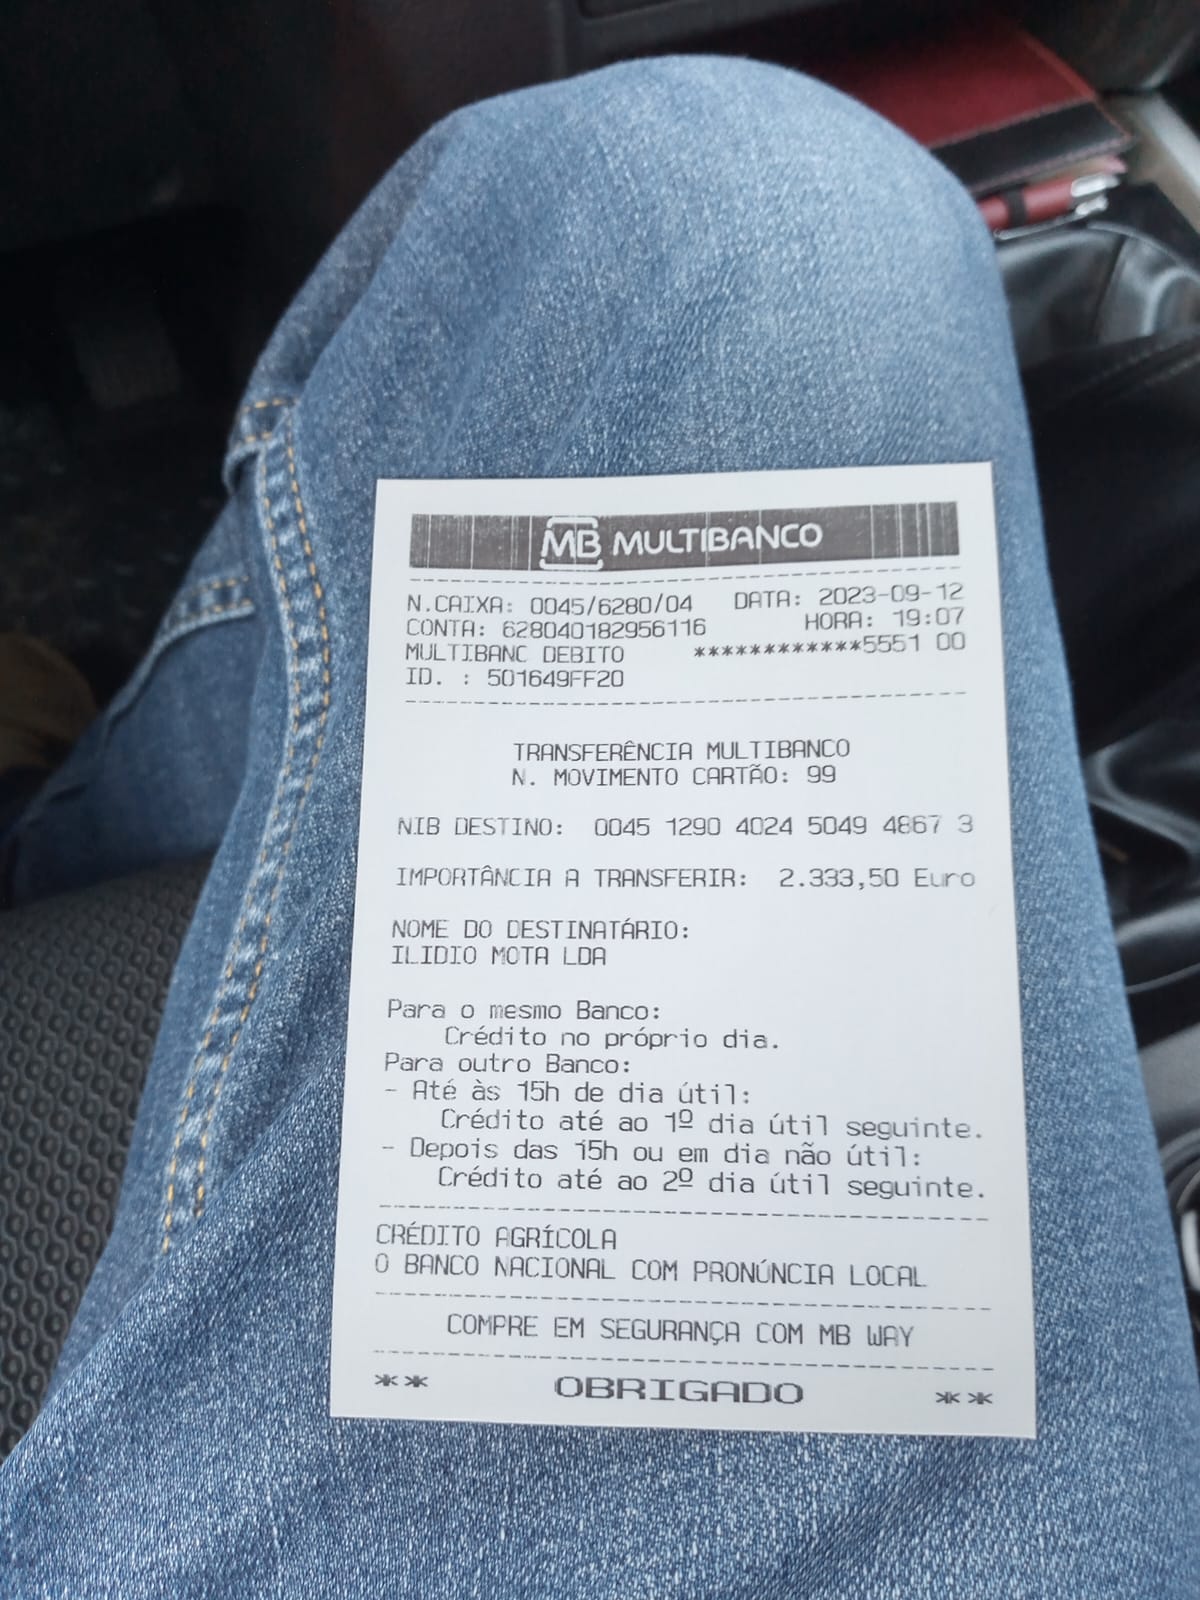 MB MULTIBANCO
N.CAIXA: 0045/6280/04 DATA: 2023-09-12
CONTA: 628040182956116 HORA: 19:07
MULTIBANC DEBITO ************5551 00
ID. : 501649FF20
TRANSFERÊNCIA MULTIBANCO
N. MOVIMENTO CARTÃO: 99
NIB DESTINO: 0045 1290 4024 5049 4867 3
IMPORTÂNCIA A TRANSFERIR: 2.333,50 Euro
NOME DO DESTINATÁRIO:
ILIDIO MOTA LDA
Para o mesmo Banco:
Crédito no próprio dia.
Para outro Banco:
- Até às 15h de dia útil:
Crédito até ao 1º dia útil seguinte.
- Depois das 15h ou em dia não útil:
Crédito até ao 2º dia útil seguinte.
CRÉDITO AGRÍCOLA
O BANCO NACIONAL COM PRONÚNCIA LOCAL
COMPRE EM SEGURANÇA COM MB WAY
** OBRIGADO **